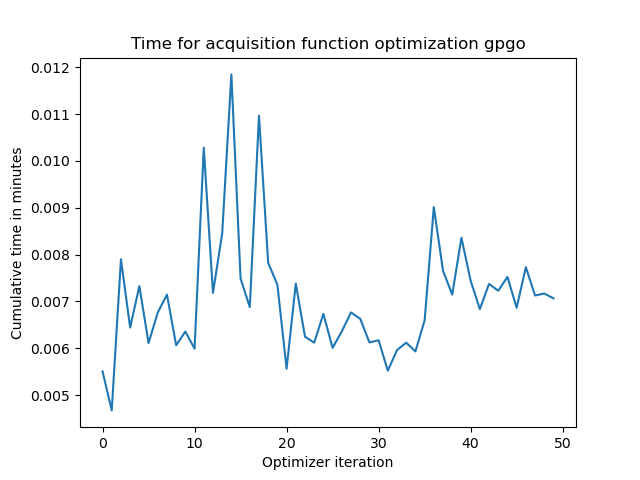 Time for acquisition function optimization gpgo
0.012
0.011
0.010
0.009
0.008
0.007
0.006
0.005
Cumulative time in minutes
0 10 20 30 40 50
Optimizer iteration